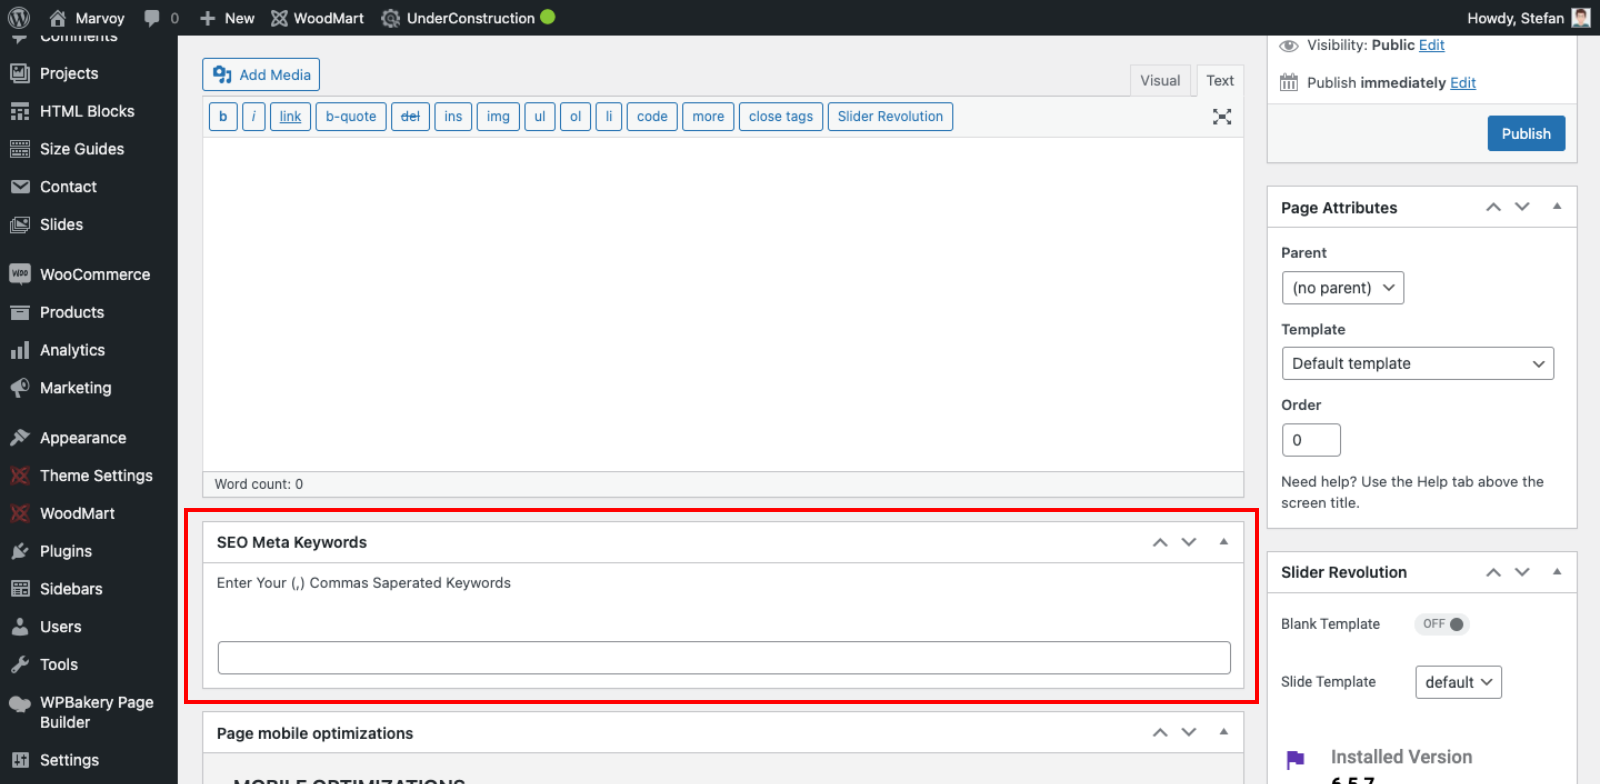 Marvoy 0 New WoodMart UnderConstruction Howdy, Stefan
Comments
Projects
HTML Blocks
Size Guides
Contact
Slides
WooCommerce
Products
Analytics
Marketing
Appearance
Theme Settings
WoodMart
Plugins
Sidebars
Users
Tools
WPBakery Page
Builder
Settings
Add Media
Visual Text
b i link b-quote del ins img ul ol li code more close tags Slider Revolution
Word count: 0
SEO Meta Keywords
Enter Your (,) Commas Saperated Keywords
Page mobile optimizations
MOBILE OPTIMIZATIONS
Visibility: Public Edit
Publish immediately Edit
Publish
Page Attributes
Parent
(no parent)
Template
Default template
Order
0
Need help? Use the Help tab above the
screen title.
Slider Revolution
Blank Template OFF
Slide Template default
Installed Version
6.5.7